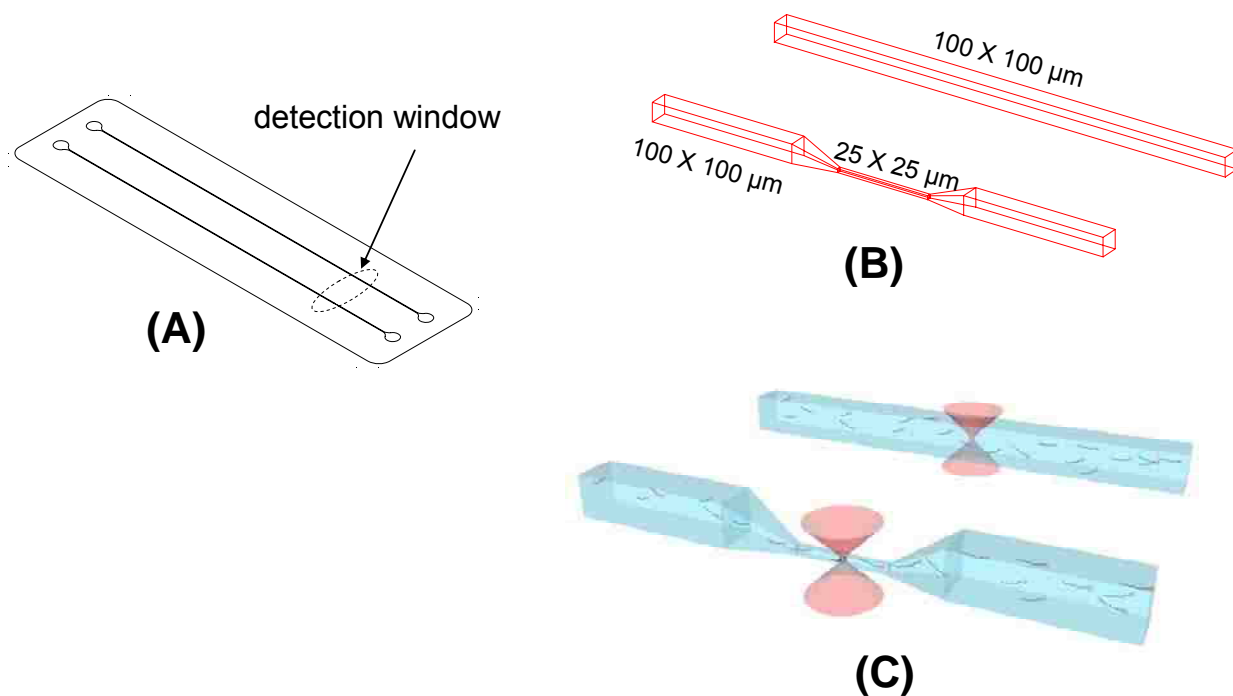 detection window
(A)
100 X 100 µm
100 X 100 µm
25 X 25 µm
(B)
(C)